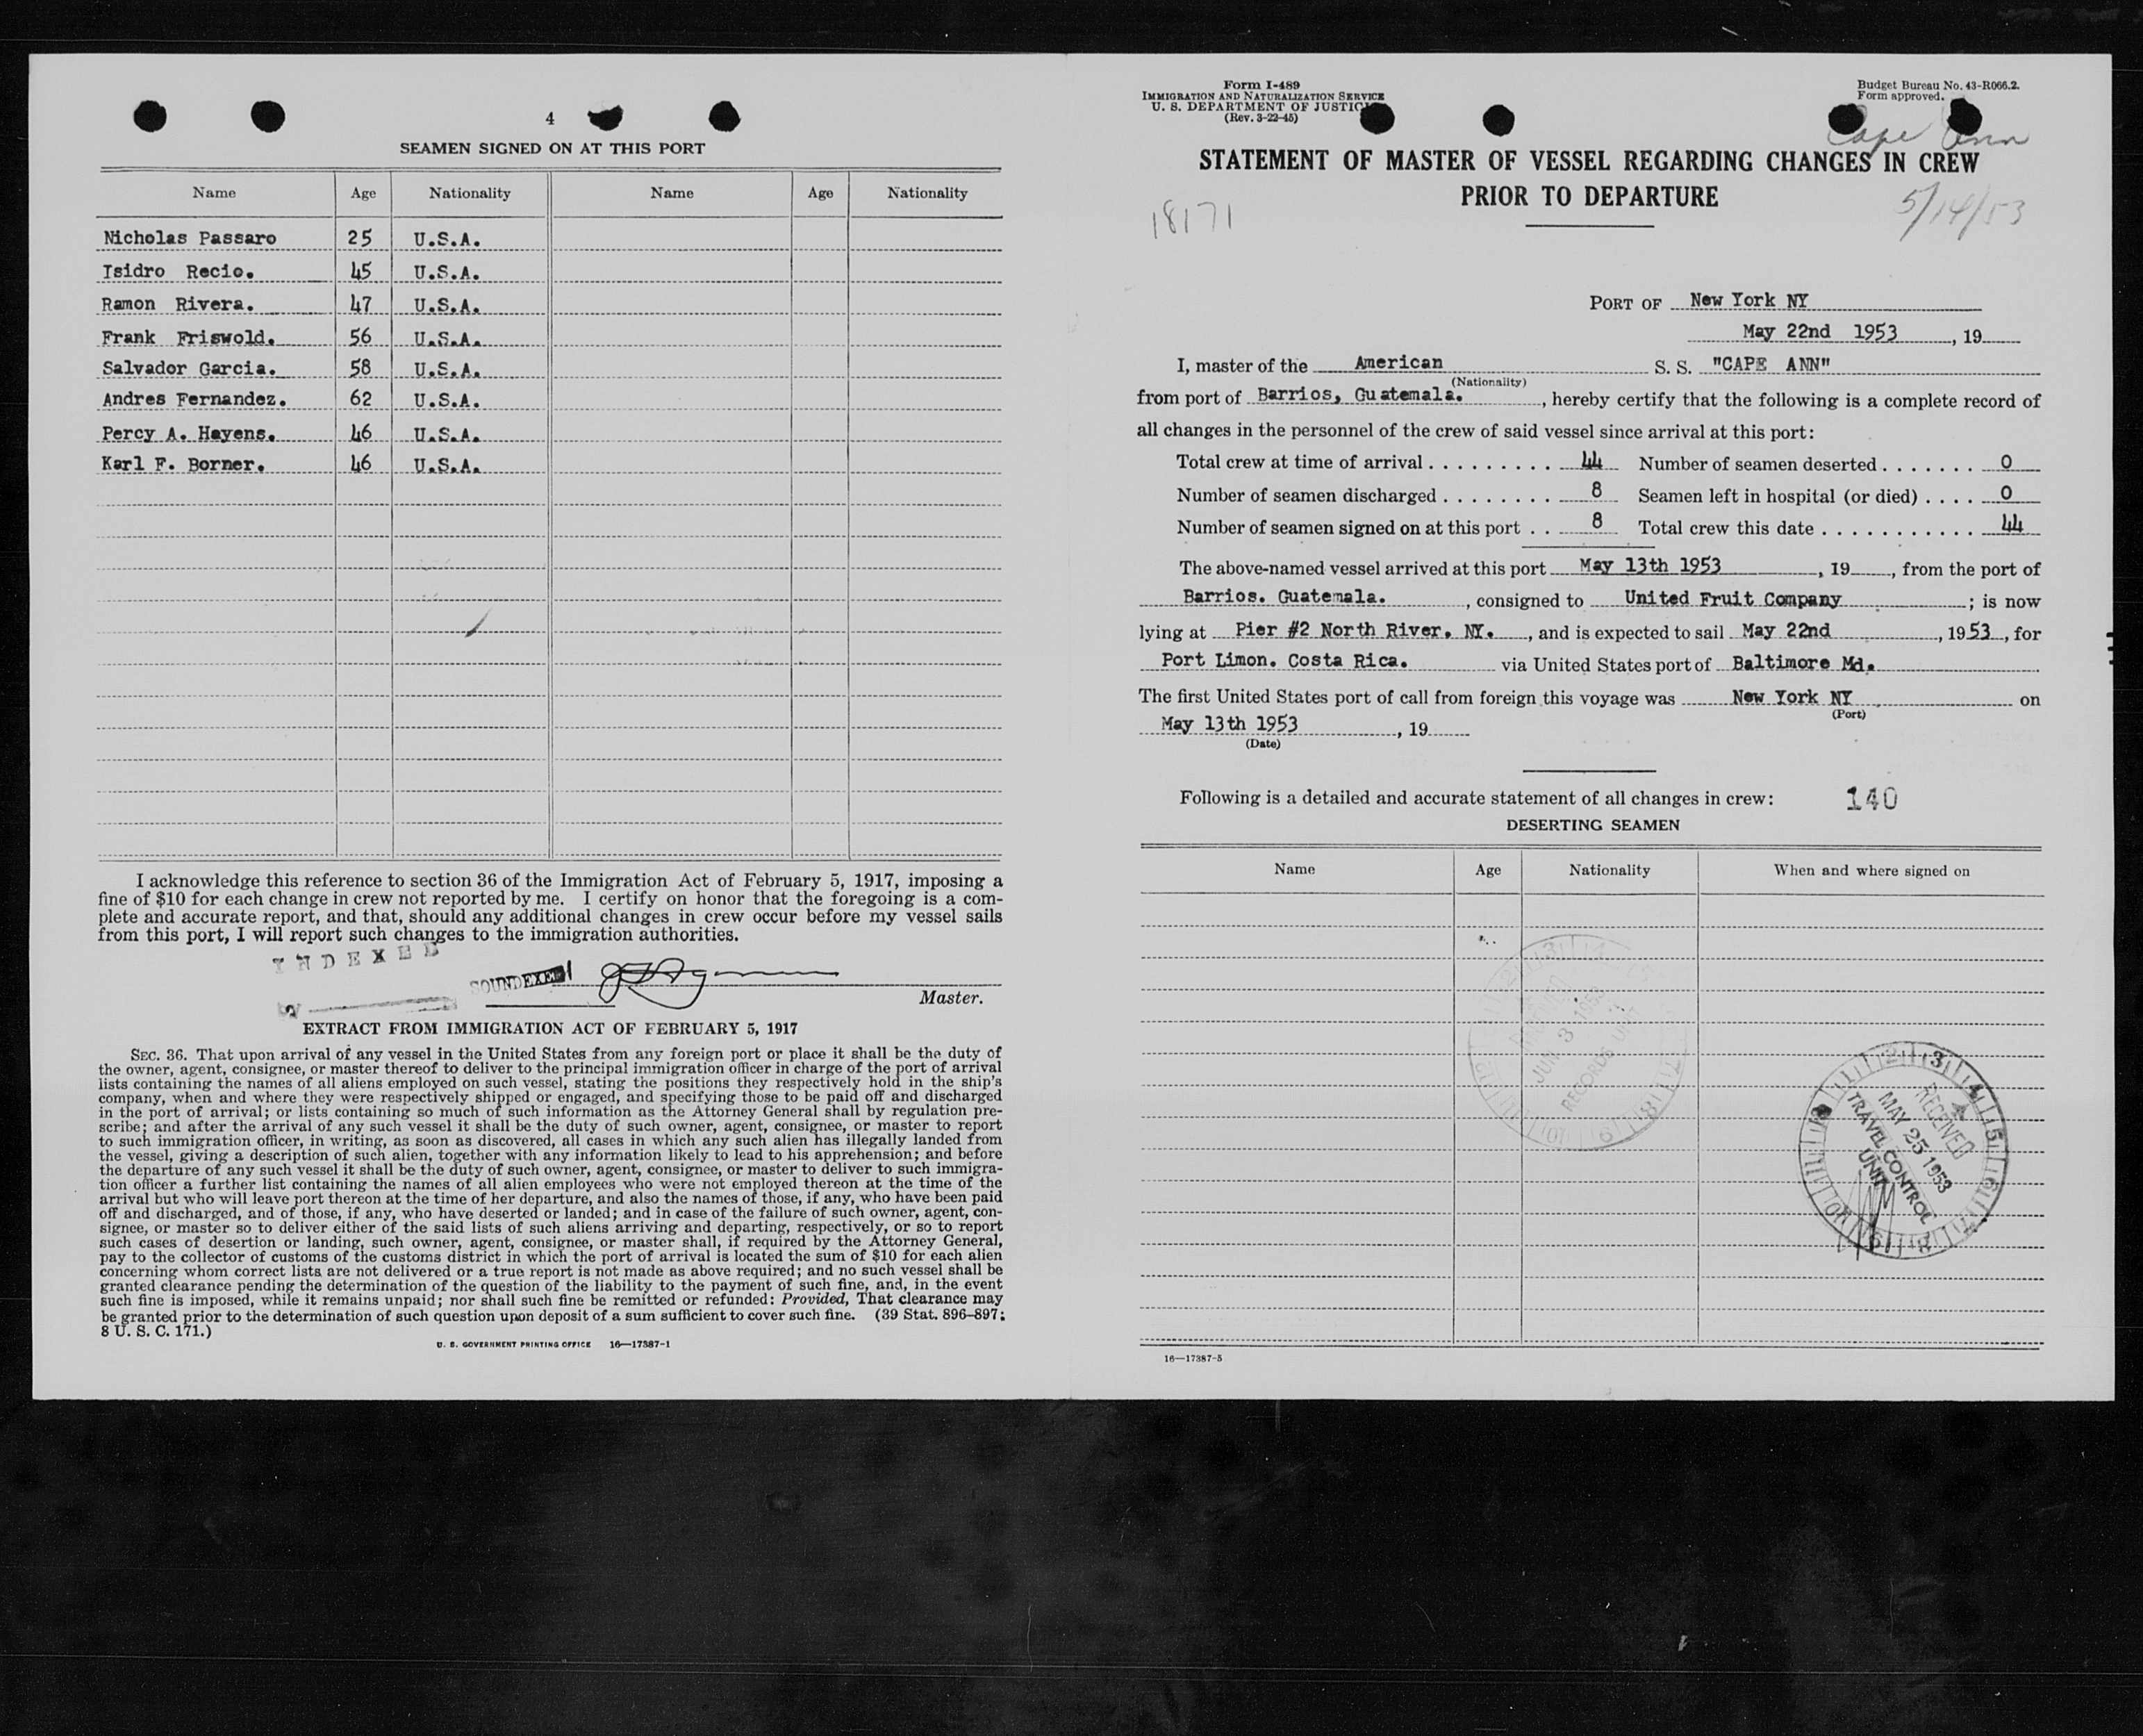 4
SEAMEN SIGNED ON AT THIS PORT
Name Age Nationality Name Age Nationality
Nicholas Passaro 25 U.S.A.
Isidro Recio. 45 U.S.A.
Ramon Rivera. 47 U.S.A.
Frank Friswold. 56 U.S.A.
Salvador Garcia. 58 U.S.A.
Andres Fernandez. 62 U.S.A.
Percy A. Hayens. 46 U.S.A.
Karl F. Borner. 46 U.S.A.
I acknowledge this reference to section 36 of the Immigration Act of February 5, 1917, imposing a
fine of $10 for each change in crew not reported by me. I certify on honor that the foregoing is a com-
plete and accurate report, and that, should any additional changes in crew occur before my vessel sails
from this port, I will report such changes to the immigration authorities.
INDEXED
SOUNDEXED
Master.
EXTRACT FROM IMMIGRATION ACT OF FEBRUARY 5, 1917
SEC. 36. That upon arrival of any vessel in the United States from any foreign port or place it shall be the duty of
the owner, agent, consignee, or master thereof to deliver to the principal immigration officer in charge of the port of arrival
lists containing the names of all aliens employed on such vessel, stating the positions they respectively hold in the ship's
company, when and where they were respectively shipped or engaged, and specifying those to be paid off and discharged
in the port of arrival; or lists containing so much of such information as the Attorney General shall by regulation pre-
scribe; and after the arrival of any such vessel it shall be the duty of such owner, agent, consignee, or master to report
to such immigration officer, in writing, as soon as discovered, all cases in which any such alien has illegally landed from
the vessel, giving a description of such alien, together with any information likely to lead to his apprehension; and before
the departure of any such vessel it shall be the duty of such owner, agent, consignee, or master to deliver to such immigra-
tion officer a further list containing the names of all alien employees who were not employed thereon at the time of the
arrival but who will leave port thereon at the time of her departure, and also the names of those, if any, who have been paid
off and discharged, and of those, if any, who have deserted or landed; and in case of the failure of such owner, agent, con-
signee, or master so to deliver either of the said lists of such aliens arriving and departing, respectively, or so to report
such cases of desertion or landing, such owner, agent, consignee, or master shall, if required by the Attorney General,
pay to the collector of customs of the customs district in which the port of arrival is located the sum of $10 for each alien
concerning whom correct lists are not delivered or a true report is not made as above required; and no such vessel shall be
granted clearance pending the determination of the question of the liability to the payment of such fine, and, in the event
such fine is imposed, while it remains unpaid; nor shall such fine be remitted or refunded: Provided, That clearance may
be granted prior to the determination of such question upon deposit of a sum sufficient to cover such fine. (39 Stat. 896–897;
8 U. S. C. 171.)
U. S. GOVERNMENT PRINTING OFFICE 16—17387-1
Form I-489
IMMIGRATION AND NATURALIZATION SERVICE
U. S. DEPARTMENT OF JUSTICE
(Rev. 3-22-45)
Budget Bureau No. 43-R066.2.
Form approved.
Cape Ann
STATEMENT OF MASTER OF VESSEL REGARDING CHANGES IN CREW
PRIOR TO DEPARTURE
18171
5/14/53
PORT OF New York NY
May 22nd 1953, 19
I, master of the American S. S. "CAPE ANN"
(Nationality)
from port of Barrios, Guatemala., hereby certify that the following is a complete record of
all changes in the personnel of the crew of said vessel since arrival at this port:
Total crew at time of arrival . . . . . . . . . 44 Number of seamen deserted . . . . . . . 0
Number of seamen discharged . . . . . . . . 8 Seamen left in hospital (or died) . . . . 0
Number of seamen signed on at this port . . 8 Total crew this date . . . . . . . . . . . 44
The above-named vessel arrived at this port May 13th 1953, 19, from the port of
Barrios. Guatemala., consigned to United Fruit Company; is now
lying at Pier #2 North River. NY., and is expected to sail May 22nd, 1953, for
Port Limon. Costa Rica. via United States port of Baltimore Md.
The first United States port of call from foreign this voyage was New York NY on
(Port)
May 13th 1953, 19
(Date)
Following is a detailed and accurate statement of all changes in crew: 140
DESERTING SEAMEN
Name Age Nationality When and where signed on
RECEIVED
JUN 3 1953
RECORDS UNIT
RECEIVED
MAY 25 1953
TRAVEL CONTROL
UNIT
16—17387-5